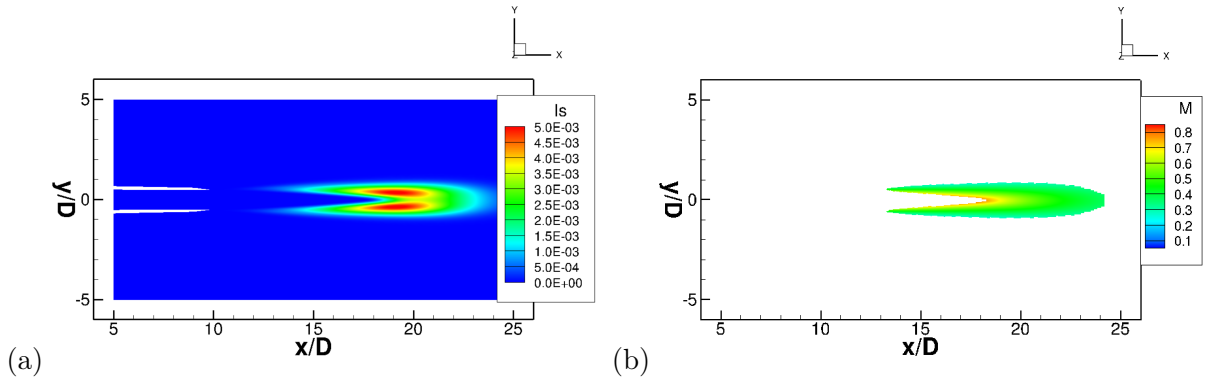 Y
Z X
5
0
-5
y/D
5 10 15 20 25
x/D
Is
5.0E-03
4.5E-03
4.0E-03
3.5E-03
3.0E-03
2.5E-03
2.0E-03
1.5E-03
1.0E-03
5.0E-04
0.0E+00
(a)
Y
Z X
5
0
-5
y/D
5 10 15 20 25
x/D
M
0.8
0.7
0.6
0.5
0.4
0.3
0.2
0.1
(b)